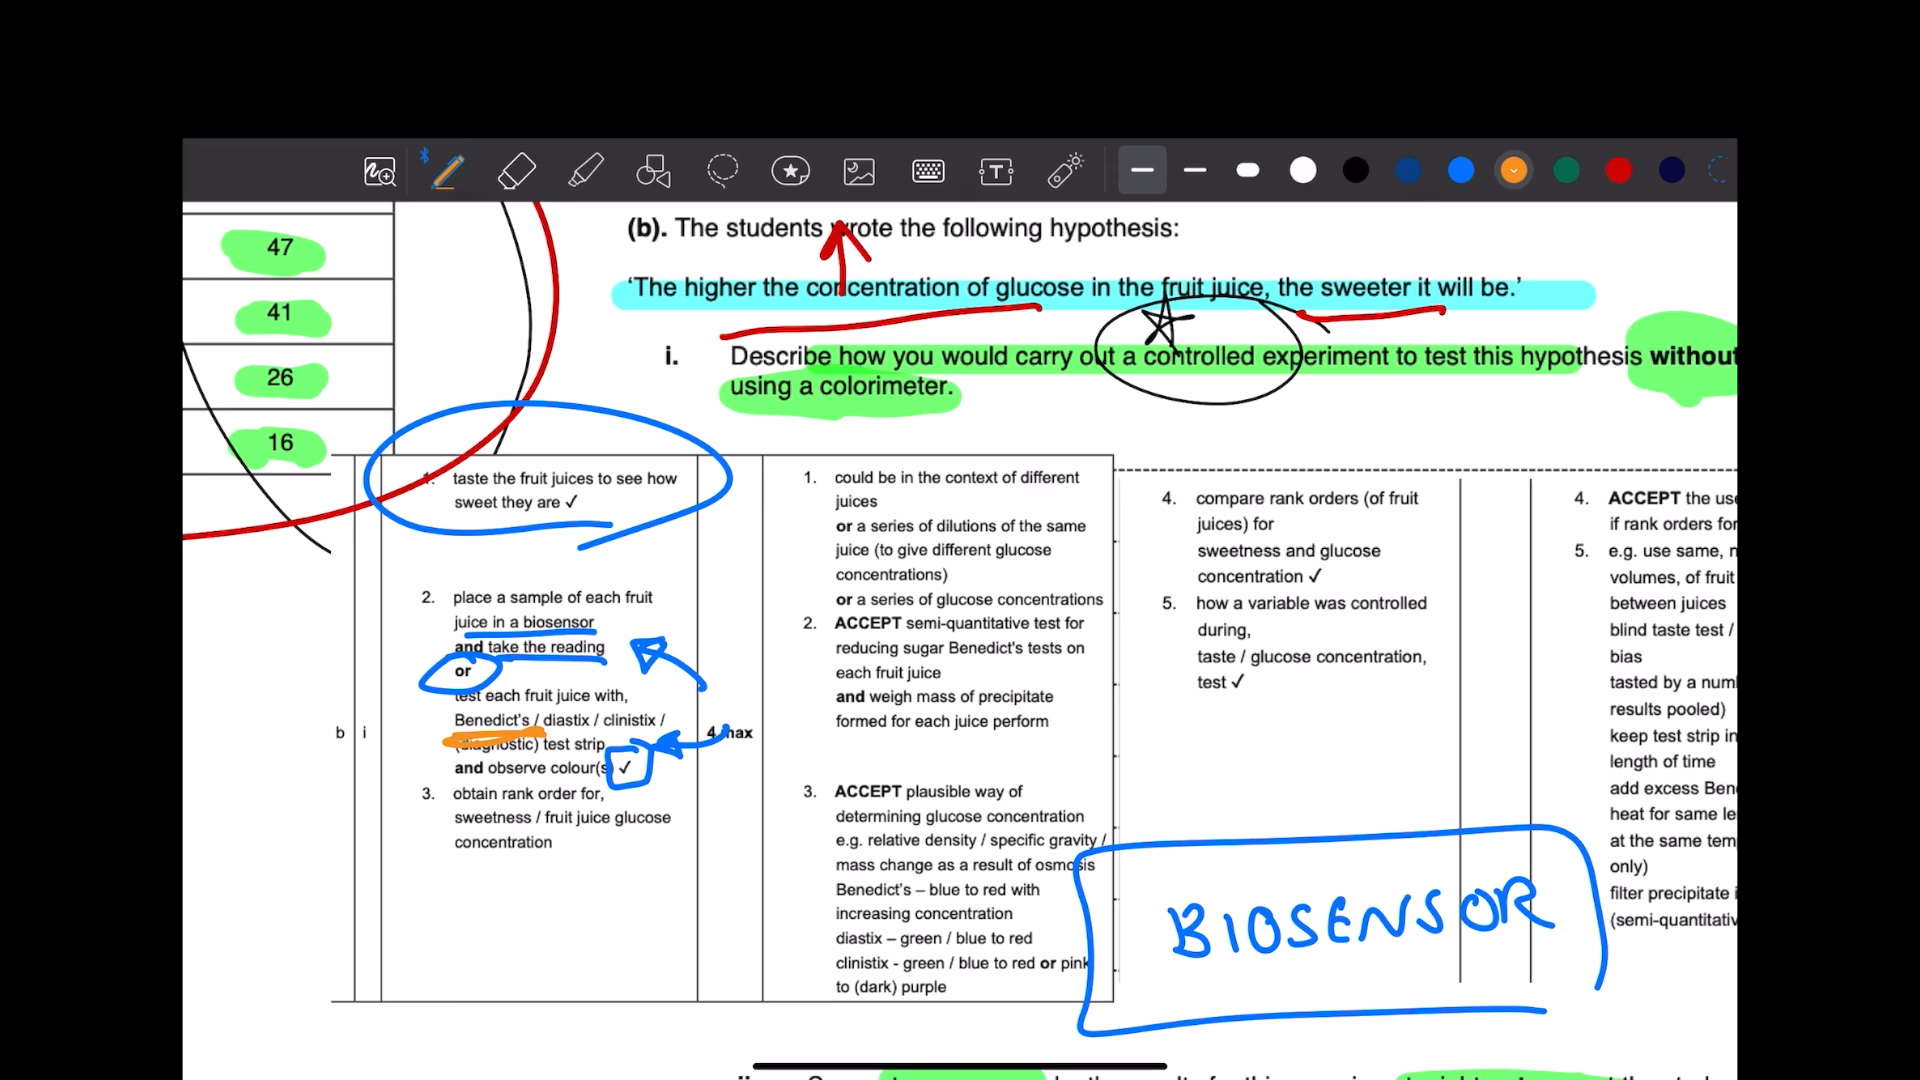 47
41
26
16
(b). The students wrote the following hypothesis:
'The higher the concentration of glucose in the fruit juice, the sweeter it will be.'
i. Describe how you would carry out a controlled experiment to test this hypothesis without
using a colorimeter.
b i
1. taste the fruit juices to see how
sweet they are ✓
2. place a sample of each fruit
juice in a biosensor
and take the reading
or
test each fruit juice with,
Benedict's / diastix / clinistix /
(diagnostic) test strip
and observe colour(s) ✓
3. obtain rank order for,
sweetness / fruit juice glucose
concentration
4 max
1. could be in the context of different
juices
or a series of dilutions of the same
juice (to give different glucose
concentrations)
or a series of glucose concentrations
2. ACCEPT semi-quantitative test for
reducing sugar Benedict's tests on
each fruit juice
and weigh mass of precipitate
formed for each juice perform
3. ACCEPT plausible way of
determining glucose concentration
e.g. relative density / specific gravity /
mass change as a result of osmosis
Benedict's – blue to red with
increasing concentration
diastix – green / blue to red
clinistix - green / blue to red or pink
to (dark) purple
4. compare rank orders (of fruit
juices) for
sweetness and glucose
concentration ✓
5. how a variable was controlled
during,
taste / glucose concentration,
test ✓
4. ACCEPT the
if rank orders for
5. e.g. use same,
volumes, of fruit
between juices
blind taste test /
bias
tasted by a
results pooled)
keep test strip in
length of time
add excess
heat for same
at the same
only)
filter precipitate
BIOSENSOR